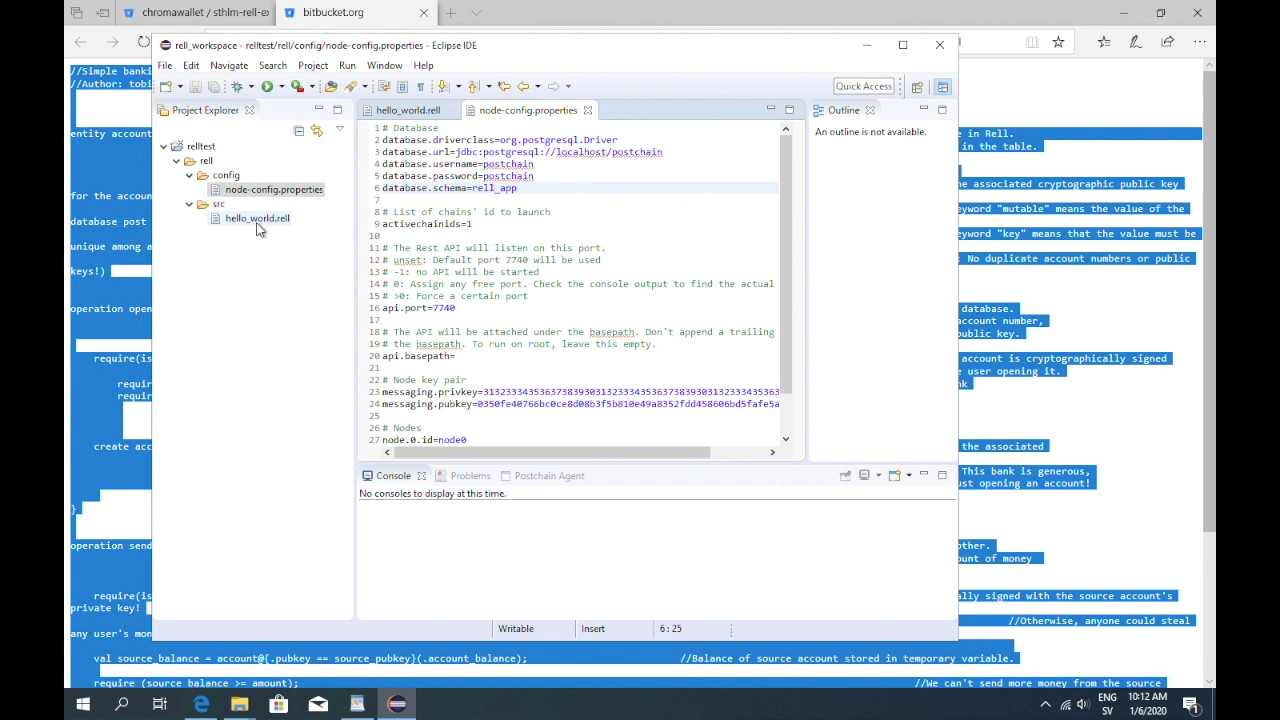 chromawallet / sthlm-rell-ex
bitbucket.org
rell_workspace - relltest/rell/config/node-config.properties - Eclipse IDE
File Edit Navigate Search Project Run Window Help
Quick Access
Project Explorer
hello_world.rell
node-config.properties
Outline
An outline is not available.
relltest
rell
config
node-config.properties
src
hello_world.rell
1 # Database
2 database.driverclass=org.postgresql.Driver
3 database.url=jdbc:postgresql://localhost/postchain
4 database.username=postchain
5 database.password=postchain
6 database.schema=rell_app
7
8 # List of chains' id to launch
9 activechainids=1
10
11 # The Rest API will listen on this port.
12 # unset: Default port 7740 will be used
13 # -1: no API will be started
14 # 0: Assign any free port. Check the console output to find the actual
15 # >0: Force a certain port
16 api.port=7740
17
18 # The API will be attached under the basepath. Don't append a trailing
19 # the basepath. To run on root, leave this empty.
20 api.basepath=
21
22 # Node key pair
23 messaging.privkey=31323334353637383930313233343536373839303132333435363
24 messaging.pubkey=0350fe40766bc0ce8d08b3f5b810e49a8352fdd458606bd5fafe5a
25
26 # Nodes
27 node.0.id=node0
Console Problems Postchain Agent
No consoles to display at this time.
Writable Insert 6:25
//Simple banki
//Author: tobi
entity account
e in Rell.
in the table.
he associated cryptographic public key
for the accoun
eyword "mutable" means the value of the
database post
eyword "key" means that the value must be
unique among a
No duplicate account numbers or public
keys!)
operation open
database.
account number,
public key.
require(is
account is cryptographically signed
e user opening it.
requir
nk
requir
create acc
the associated
This bank is generous,
ust opening an account!
}
operation send
other.
ount of money
require(is
ally signed with the source account's
private key!
//Otherwise, anyone could steal
any user's mon
val source_balance = account@{.pubkey == source_pubkey}(.account_balance); //Balance of source account stored in temporary variable.
require (source_balance >= amount); //We can't send more money from the source
ENG
SV
10:12 AM
1/6/2020
1